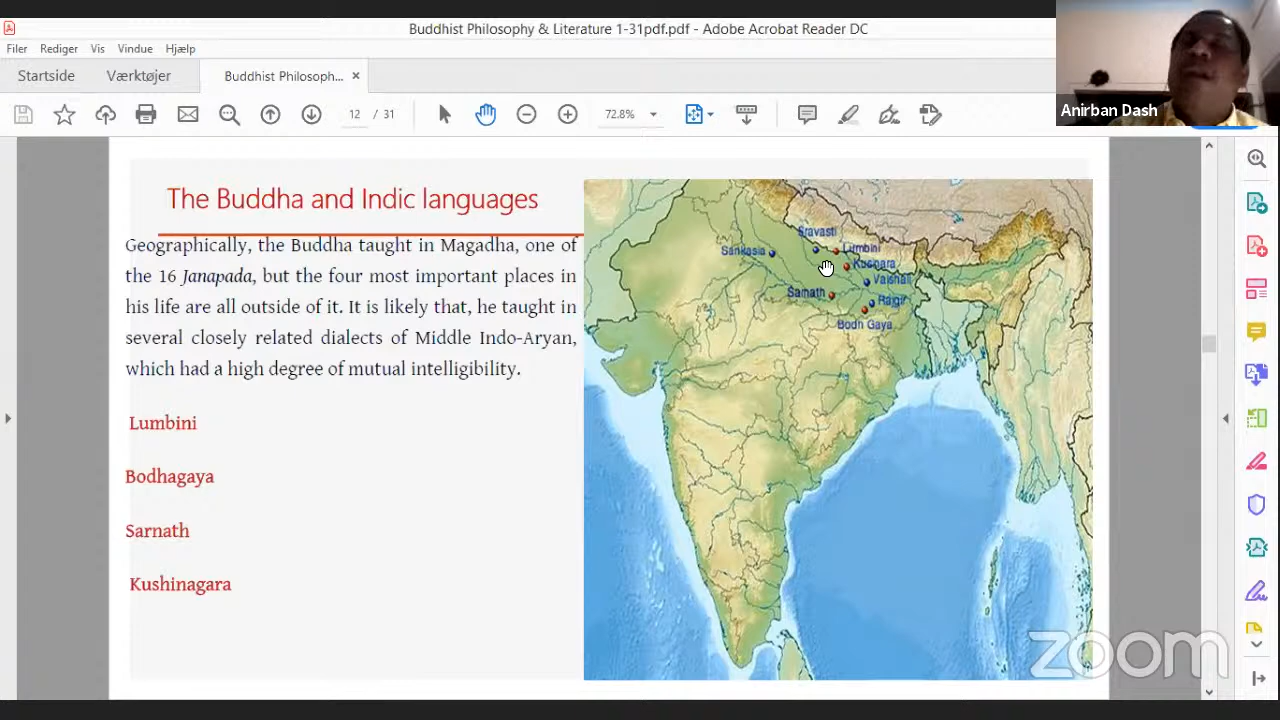 Buddhist Philosophy & Literature 1-31pdf.pdf - Adobe Acrobat Reader DC
Filer Rediger Vis Vindue Hjælp
Startside Værktøjer Buddhist Philosoph... ×
12 / 31 72.8%
Anirban Dash
The Buddha and Indic languages
Geographically, the Buddha taught in Magadha, one of
the 16 Janapada, but the four most important places in
his life are all outside of it. It is likely that, he taught in
several closely related dialects of Middle Indo-Aryan,
which had a high degree of mutual intelligibility.
Lumbini
Bodhagaya
Sarnath
Kushinagara
Sravasti
Sankasia
Lumbini
Kusinara
Vaishali
Sarnath
Rajgir
Bodh Gaya
zoom